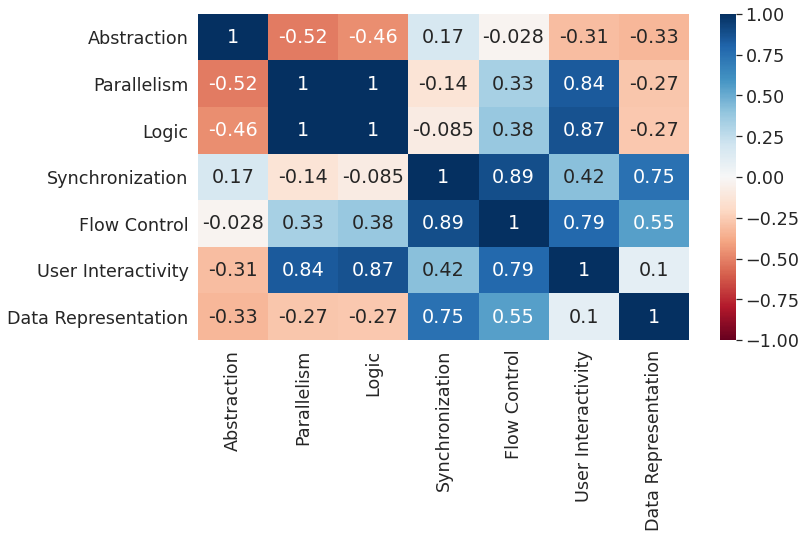 Abstraction 1 -0.52 -0.46 0.17 -0.028 -0.31 -0.33
Parallelism -0.52 1 1 -0.14 0.33 0.84 -0.27
Logic -0.46 1 1 -0.085 0.38 0.87 -0.27
Synchronization 0.17 -0.14 -0.085 1 0.89 0.42 0.75
Flow Control -0.028 0.33 0.38 0.89 1 0.79 0.55
User Interactivity -0.31 0.84 0.87 0.42 0.79 1 0.1
Data Representation -0.33 -0.27 -0.27 0.75 0.55 0.1 1
Abstraction
Parallelism
Logic
Synchronization
Flow Control
User Interactivity
Data Representation
1.00
0.75
0.50
0.25
0.00
−0.25
−0.50
−0.75
−1.00